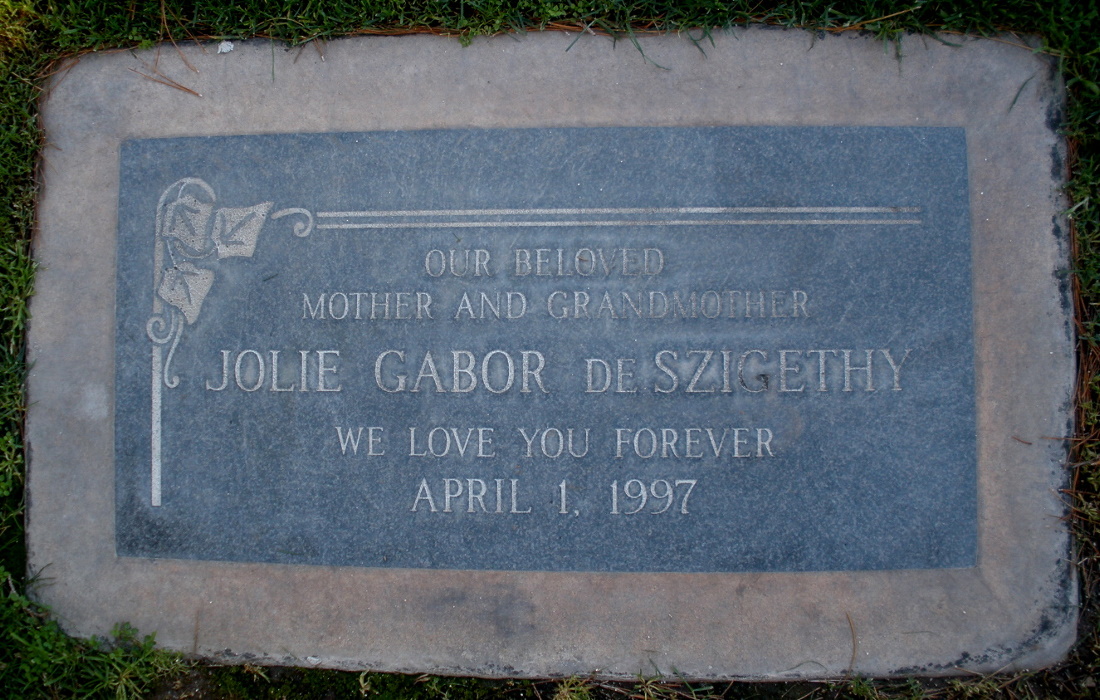 OUR BELOVED
MOTHER AND GRANDMOTHER
JOLIE GABOR DE SZIGETHY
WE LOVE YOU FOREVER
APRIL 1, 1997